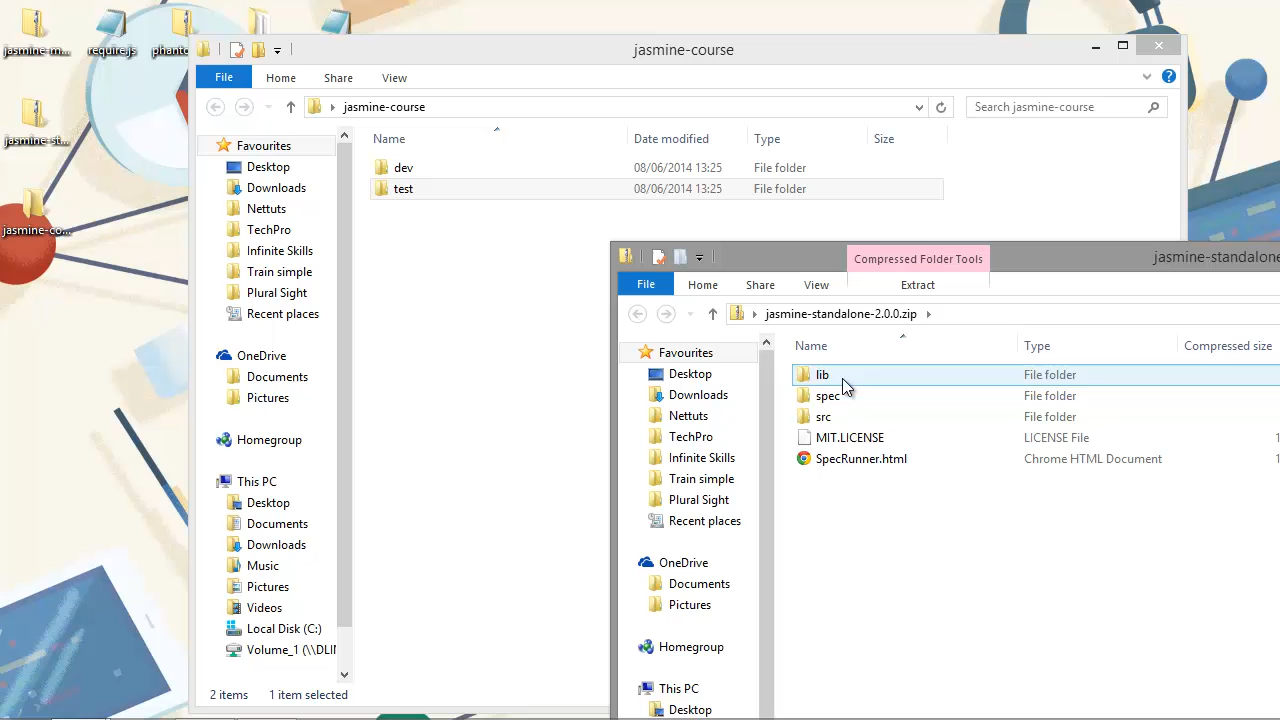 jasmine-m...
require.js
phanto
jasmine-st...
jasmine-co...
jasmine-course
File
Home
Share
View
jasmine-course
Search jasmine-course
Name
Date modified
Type
Size
dev
08/06/2014 13:25
File folder
test
08/06/2014 13:25
File folder
Favourites
Desktop
Downloads
Nettuts
TechPro
Infinite Skills
Train simple
Plural Sight
Recent places
OneDrive
Documents
Pictures
Homegroup
This PC
Desktop
Documents
Downloads
Music
Pictures
Videos
Local Disk (C:)
Volume_1 (\\DLIN
2 items
1 item selected
Compressed Folder Tools
jasmine-standalone
File
Home
Share
View
Extract
jasmine-standalone-2.0.0.zip
Name
Type
Compressed size
lib
File folder
spec
File folder
src
File folder
MIT.LICENSE
LICENSE File
1
SpecRunner.html
Chrome HTML Document
1
Favourites
Desktop
Downloads
Nettuts
TechPro
Infinite Skills
Train simple
Plural Sight
Recent places
OneDrive
Documents
Pictures
Homegroup
This PC
Desktop